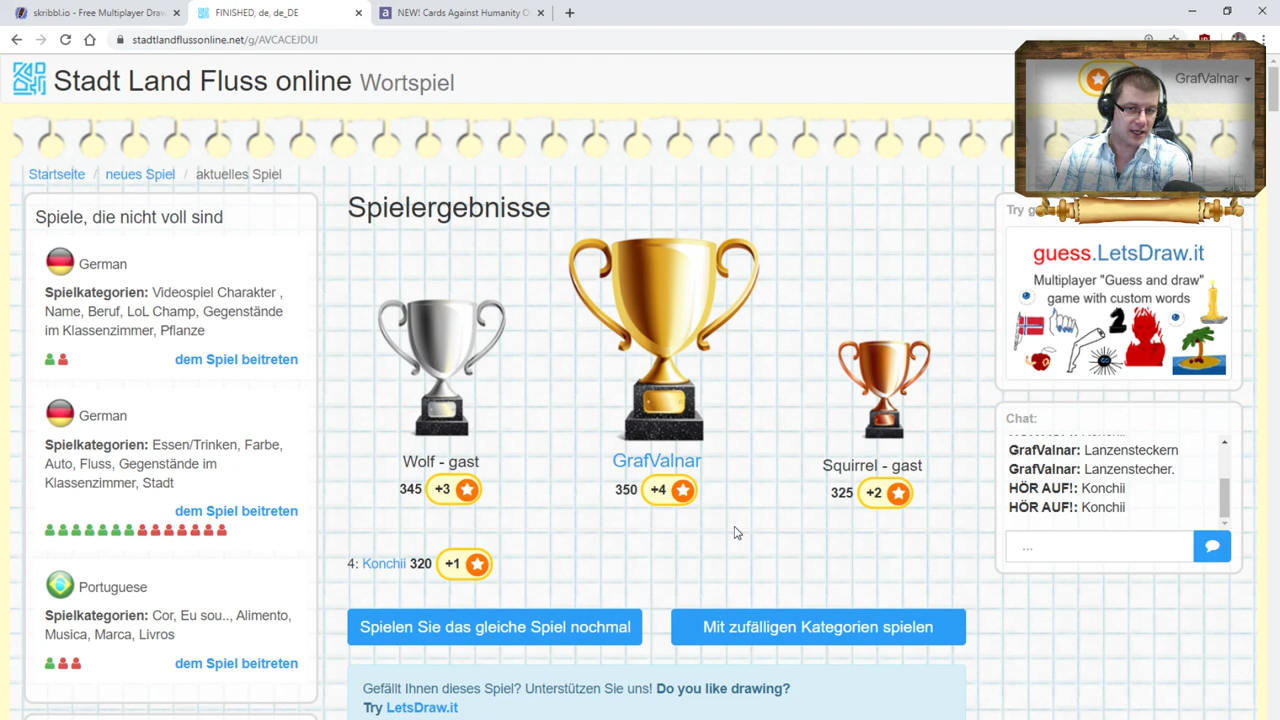 skribbl.io - Free Multiplayer Draw
FINISHED, de, de_DE
NEW! Cards Against Humanity O
stadtlandflussonline.net/g/AVCACEJDUI
Stadt Land Fluss online Wortspiel
GrafValnar
Startseite / neues Spiel / aktuelles Spiel
Spiele, die nicht voll sind
German
Spielkategorien: Videospiel Charakter ,
Name, Beruf, LoL Champ, Gegenstände
im Klassenzimmer, Pflanze
dem Spiel beitreten
German
Spielkategorien: Essen/Trinken, Farbe,
Auto, Fluss, Gegenstände im
Klassenzimmer, Stadt
dem Spiel beitreten
Portuguese
Spielkategorien: Cor, Eu sou.., Alimento,
Musica, Marca, Livros
dem Spiel beitreten
Spielergebnisse
Wolf - gast
345 +3
GrafValnar
350 +4
Squirrel - gast
325 +2
4: Konchii 320 +1
Spielen Sie das gleiche Spiel nochmal
Mit zufälligen Kategorien spielen
Gefällt Ihnen dieses Spiel? Unterstützen Sie uns! Do you like drawing?
Try LetsDraw.it
Try
guess.LetsDraw.it
Multiplayer "Guess and draw"
game with custom words
2
Chat:
GrafValnar: Lanzensteckern
GrafValnar: Lanzenstecher.
HÖR AUF!: Konchii
HÖR AUF!: Konchii
...